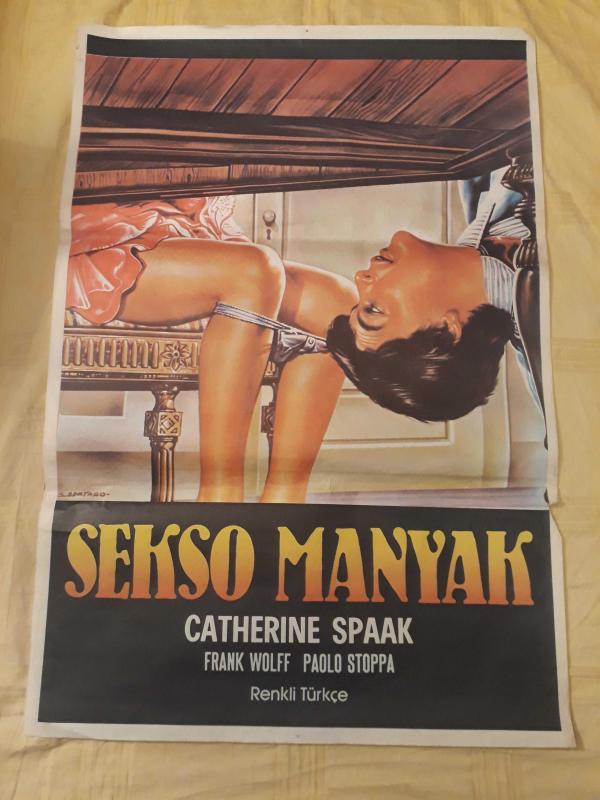 SEKSO MANYAK
CATHERINE SPAAK
FRANK WOLFF PAOLO STOPPA
Renkli Türkçe